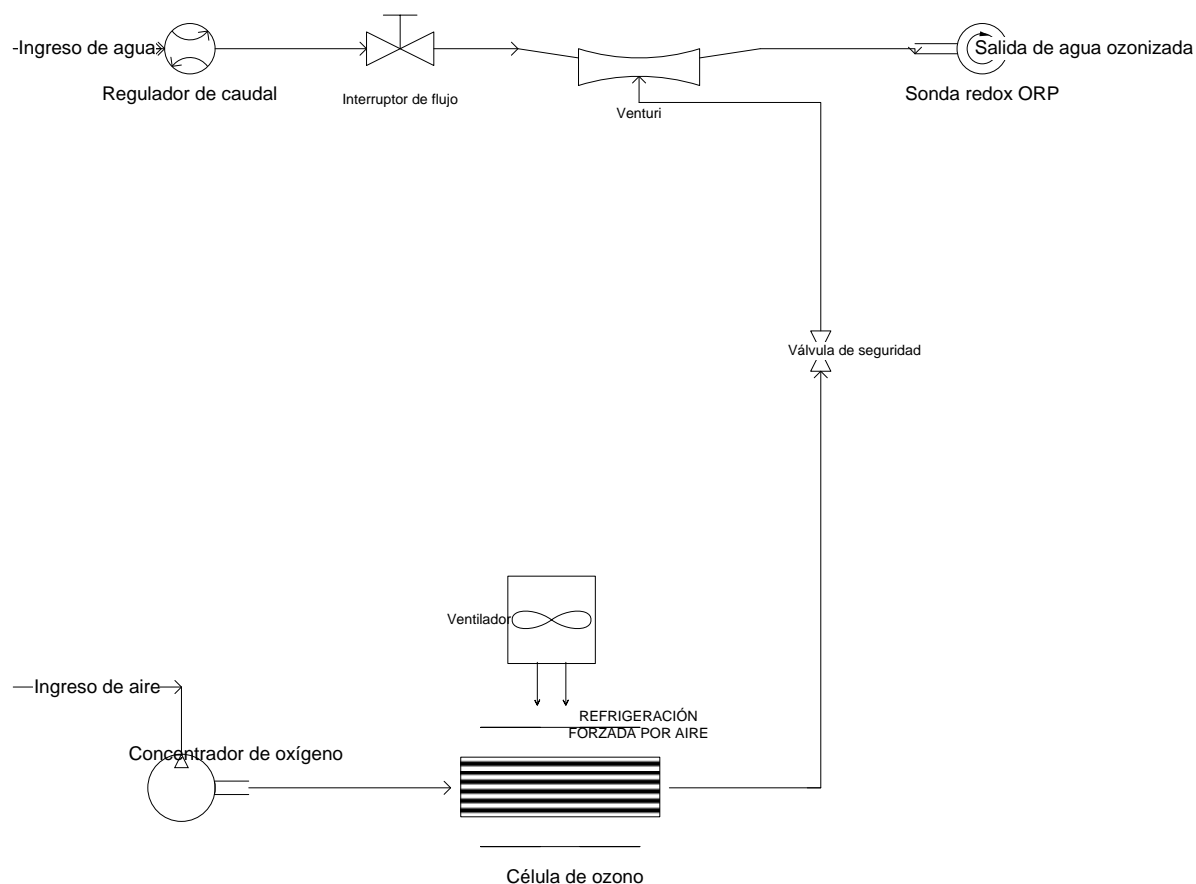 Ingreso de agua
Salida de agua ozonizada
Regulador de caudal
Interruptor de flujo
Venturi
Sonda redox ORP
Válvula de seguridad
Ventilador
Ingreso de aire
REFRIGERACIÓN
FORZADA POR AIRE
Concentrador de oxígeno
Célula de ozono